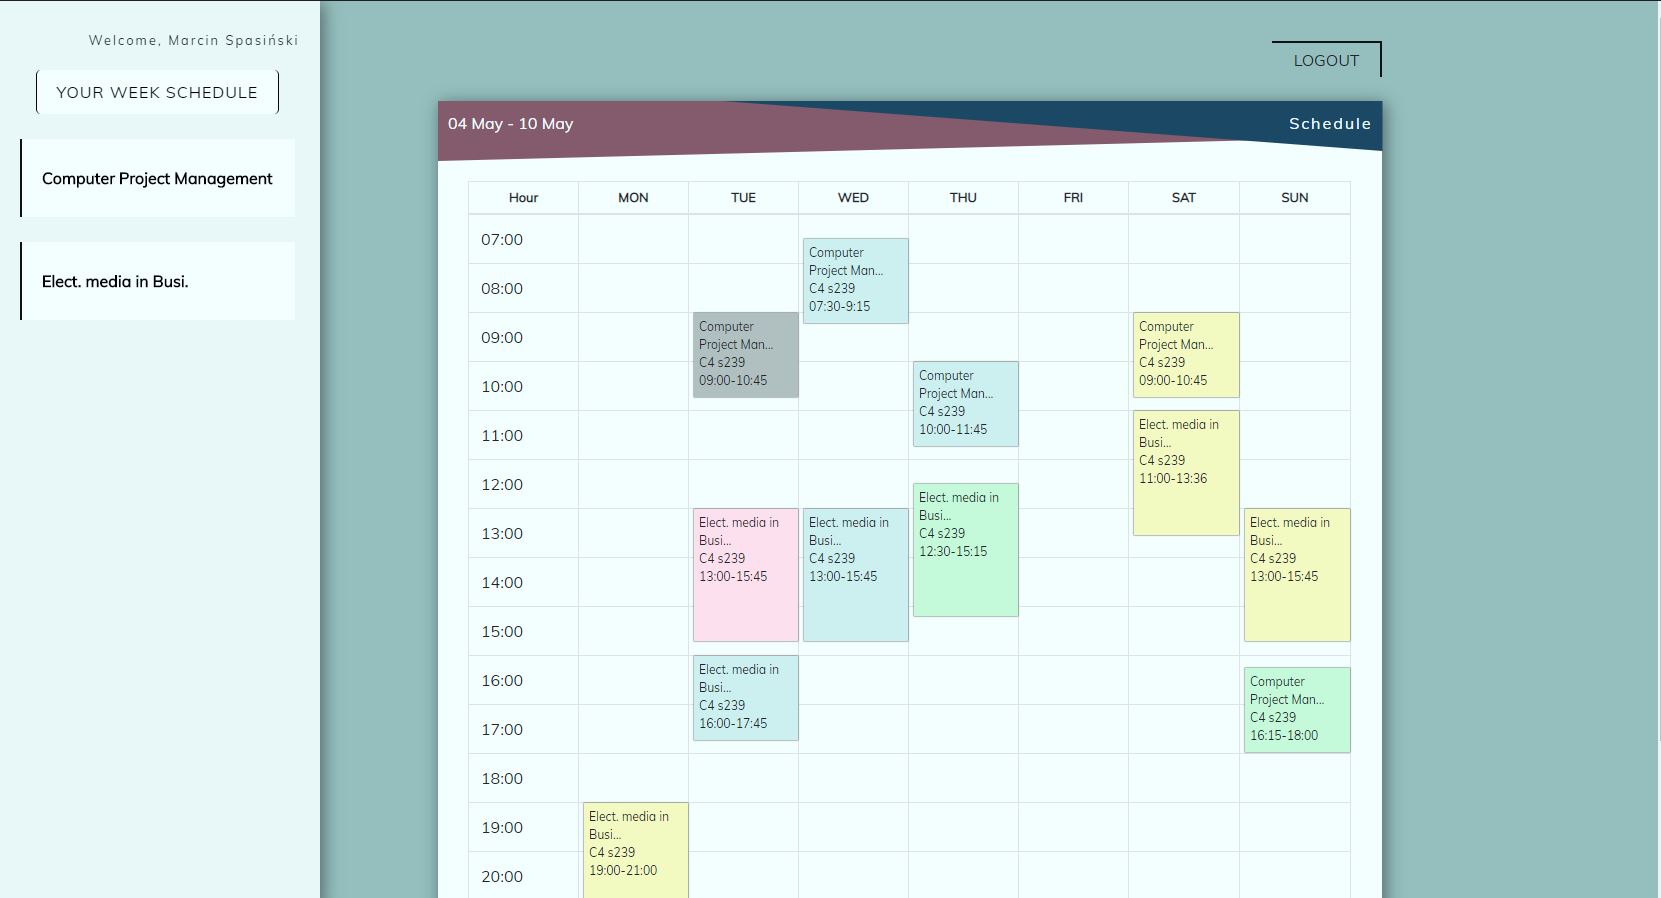 Welcome, Marcin Spasiński
YOUR WEEK SCHEDULE
Computer Project Management
Elect. media in Busi.
LOGOUT
04 May - 10 May
Schedule
Hour MON TUE WED THU FRI SAT SUN
07:00
08:00
09:00
10:00
11:00
12:00
13:00
14:00
15:00
16:00
17:00
18:00
19:00
20:00
Elect. media in
Busi...
C4 s239
19:00-21:00
Computer
Project Man...
C4 s239
09:00-10:45
Elect. media in
Busi...
C4 s239
13:00-15:45
Elect. media in
Busi...
C4 s239
16:00-17:45
Computer
Project Man...
C4 s239
07:30-9:15
Elect. media in
Busi...
C4 s239
13:00-15:45
Computer
Project Man...
C4 s239
10:00-11:45
Elect. media in
Busi...
C4 s239
12:30-15:15
Computer
Project Man...
C4 s239
09:00-10:45
Elect. media in
Busi...
C4 s239
11:00-13:36
Elect. media in
Busi...
C4 s239
13:00-15:45
Computer
Project Man...
C4 s239
16:15-18:00